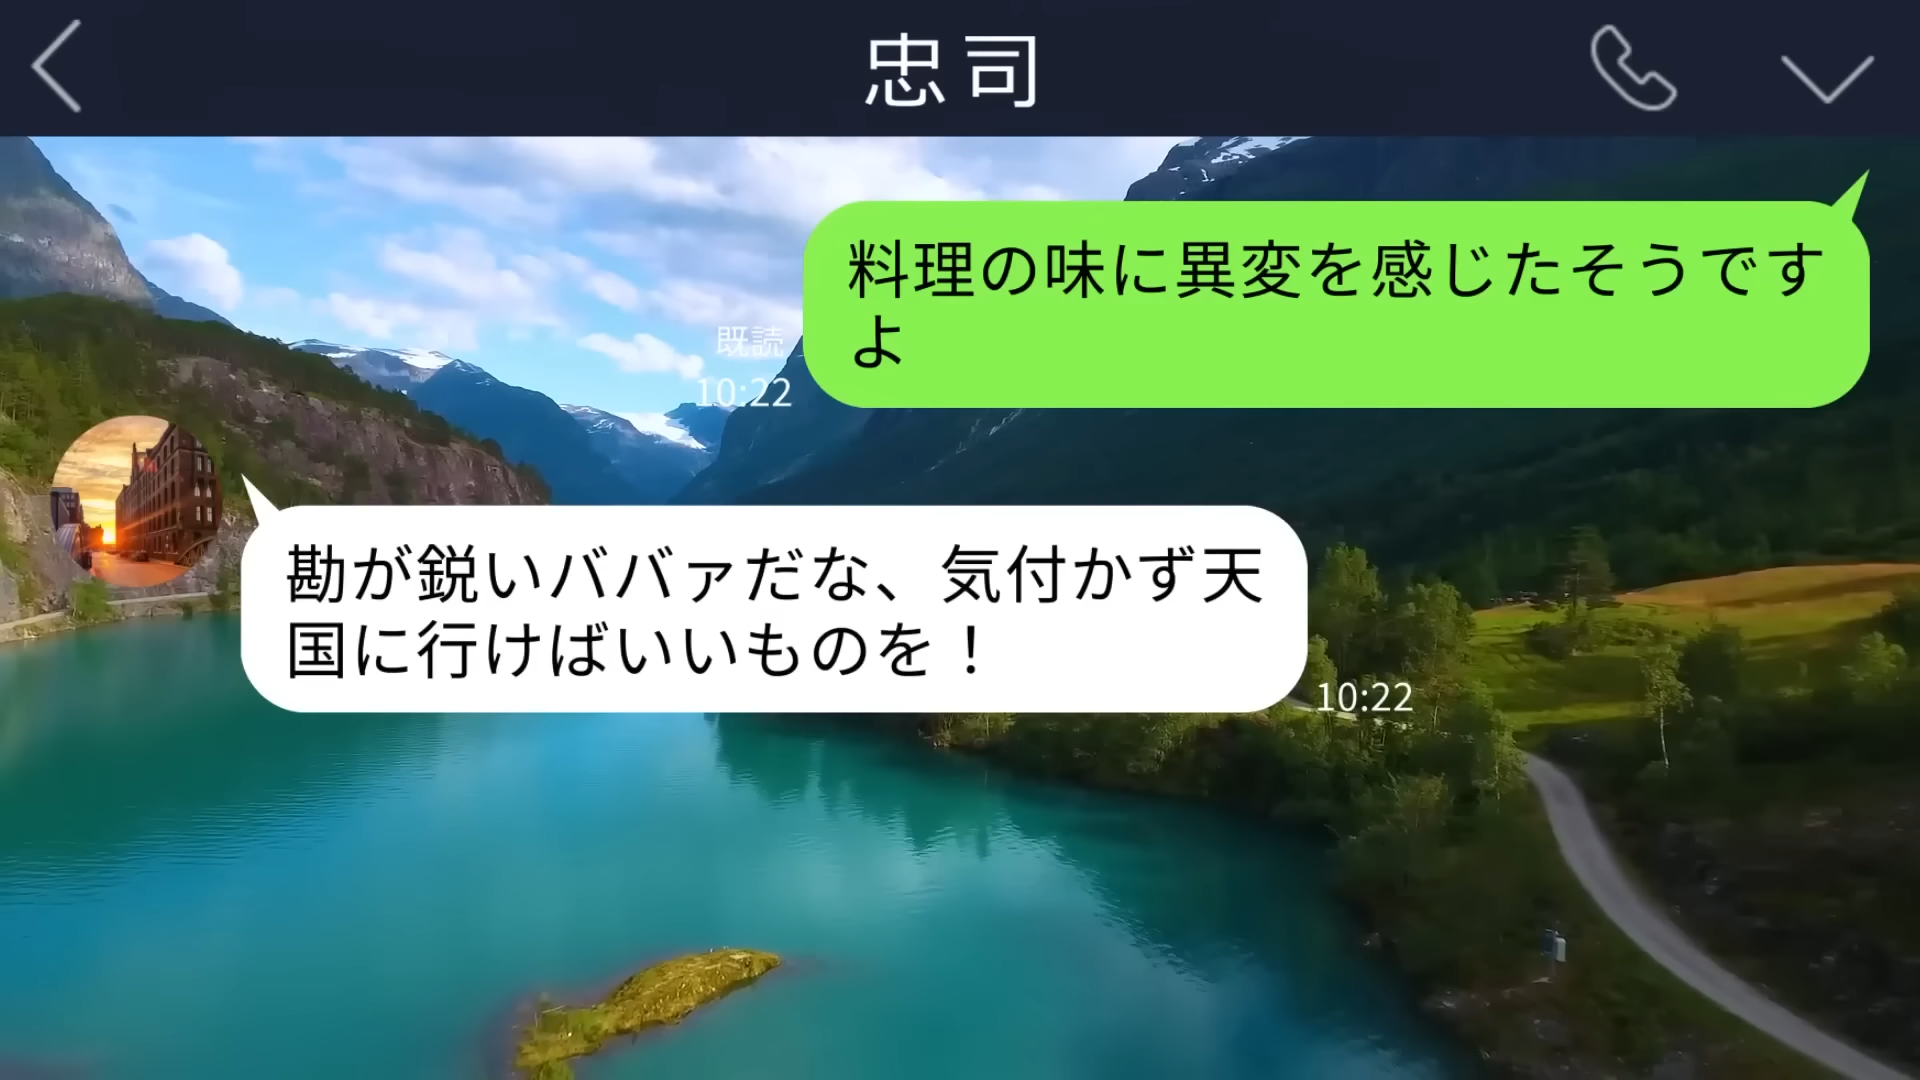 忠司
料理の味に異変を感じたそうです
よ
既読
10:22
勘が鋭いババァだな、気付かず天
国に行けばいいものを！
10:22